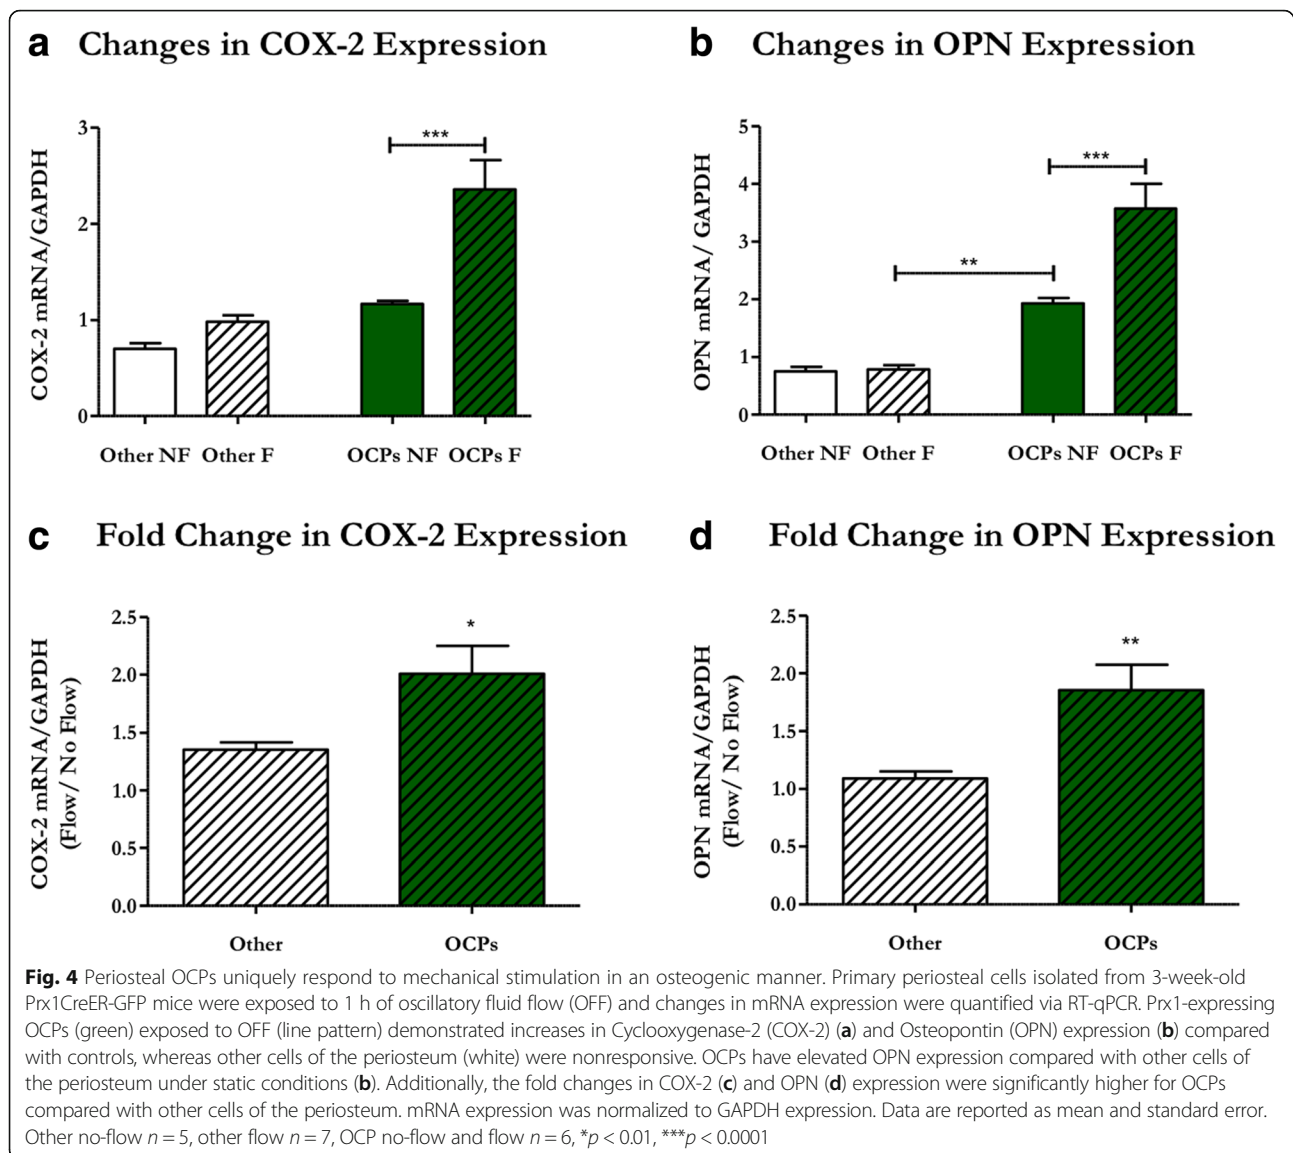 a Changes in COX-2 Expression
COX-2 mRNA/GAPDH
3
2
1
0
***
Other NF Other F OCPs NF OCPs F
b Changes in OPN Expression
OPN mRNA/ GAPDH
5
4
3
2
1
0
**
***
Other NF Other F OCPs NF OCPs F
c Fold Change in COX-2 Expression
COX-2 mRNA/GAPDH
(Flow/ No Flow)
2.5
2.0
1.5
1.0
0.5
0.0
*
Other OCPs
d Fold Change in OPN Expression
OPN mRNA/GAPDH
(Flow/ No Flow)
2.5
2.0
1.5
1.0
0.5
0.0
**
Other OCPs
Fig. 4 Periosteal OCPs uniquely respond to mechanical stimulation in an osteogenic manner. Primary periosteal cells isolated from 3-week-old
Prx1CreER-GFP mice were exposed to 1 h of oscillatory fluid flow (OFF) and changes in mRNA expression were quantified via RT-qPCR. Prx1-expressing
OCPs (green) exposed to OFF (line pattern) demonstrated increases in Cyclooxygenase-2 (COX-2) (a) and Osteopontin (OPN) expression (b) compared
with controls, whereas other cells of the periosteum (white) were nonresponsive. OCPs have elevated OPN expression compared with other cells of
the periosteum under static conditions (b). Additionally, the fold changes in COX-2 (c) and OPN (d) expression were significantly higher for OCPs
compared with other cells of the periosteum. mRNA expression was normalized to GAPDH expression. Data are reported as mean and standard error.
Other no-flow n = 5, other flow n = 7, OCP no-flow and flow n = 6, *p < 0.01, ***p < 0.0001